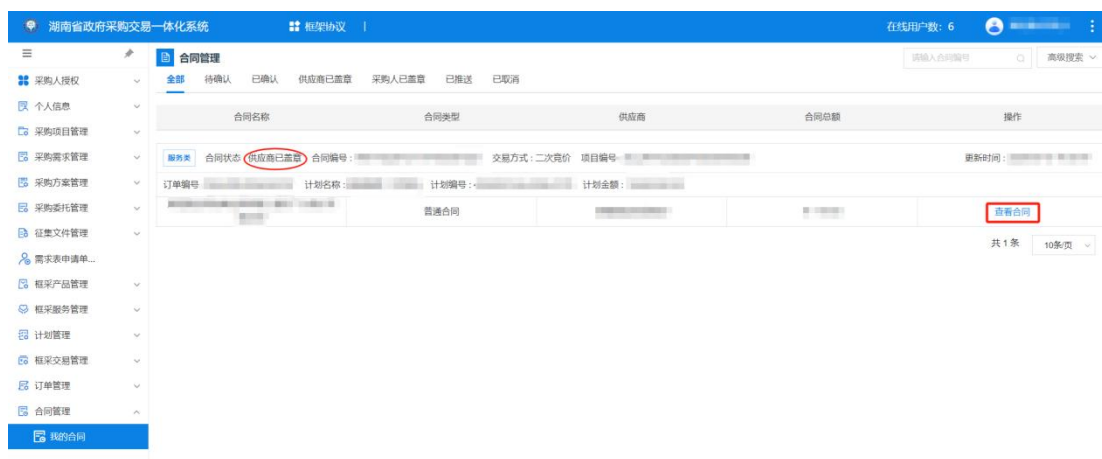 湖南省政府采购交易一体化系统 框架协议 在线用户数：6
合同管理 请输入合同编号 高级搜索
全部 待确认 已确认 供应商已盖章 采购人已盖章 已推送 已取消
合同名称 合同类型 供应商 合同总额 操作
服务类 合同状态 供应商已盖章 合同编号： 交易方式：二次竞价 项目编号 更新时间：
订单编号 计划名称： 计划编号： 计划金额：
普通合同 查看合同
共 1 条 10条/页
采购人授权
个人信息
采购项目管理
采购需求管理
采购方案管理
采购委托管理
征集文件管理
需求表申请单...
框采产品管理
框采服务管理
计划管理
框采交易管理
订单管理
合同管理
我的合同